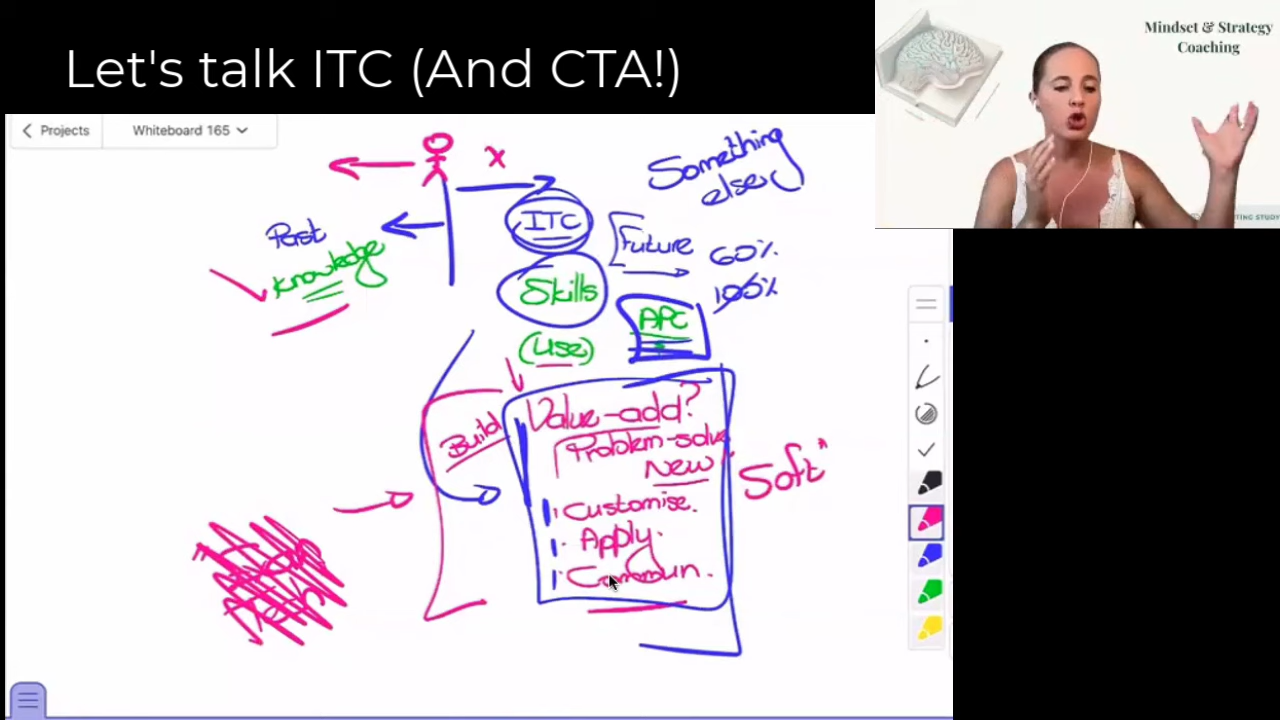 Let's talk ITC (And CTA!)
Mindset & Strategy
Coaching
Projects
Whiteboard 165
x
Something
else
Past
Knowledge
ITC
Future
60%
100%
Skills
APC
(use)
Value-add?
Build
Problem-solve
New
Soft"
Customise.
Apply.
Commun.